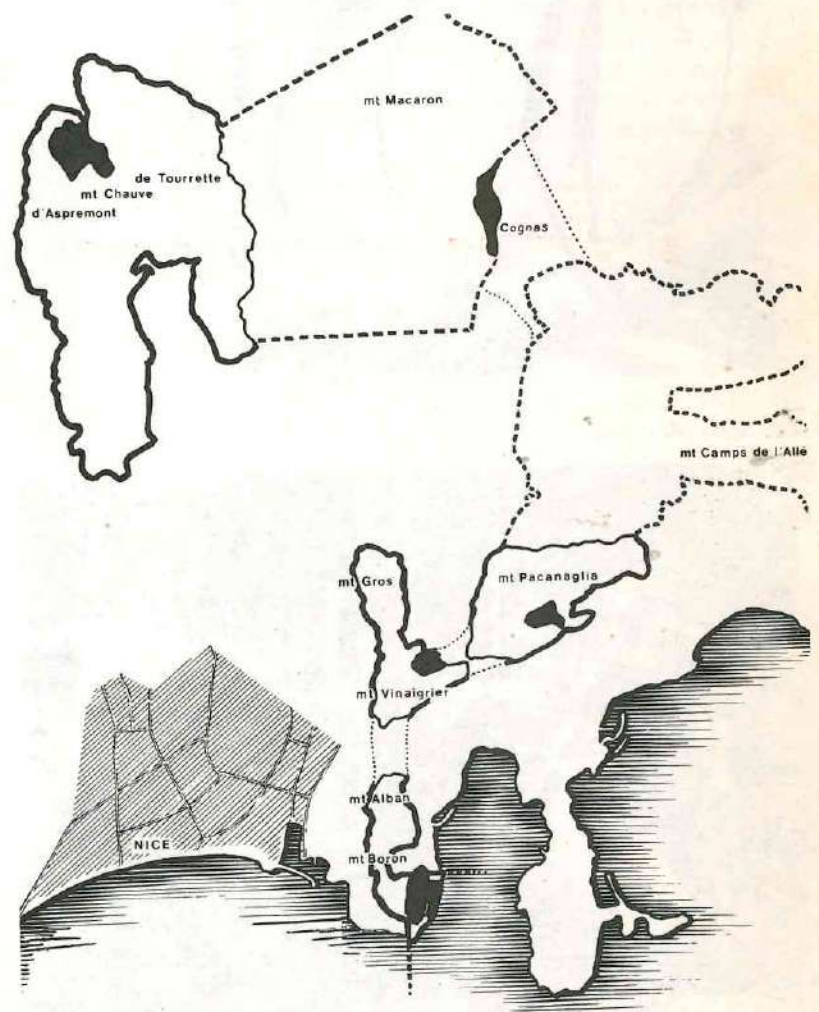 mt Macaron
de Tourrette
mt Chauve
d'Aspremont
Cognas
mt Camps de l'Allé
mt Gros
mt Pacanaglia
mt Vinaigrier
mt Alban
NICE
mt Boron